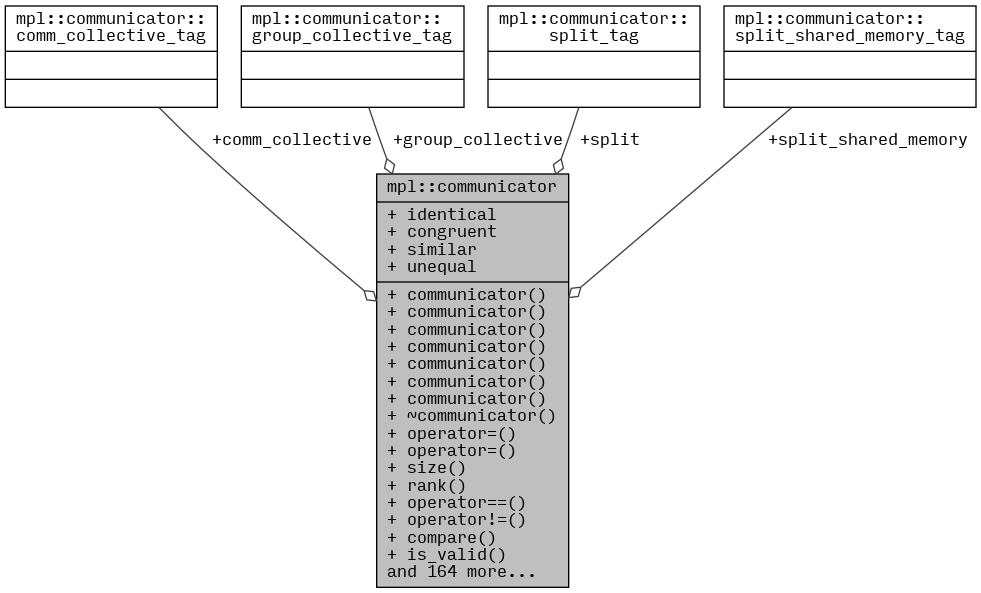 mpl::communicator::
comm_collective_tag
mpl::communicator::
group_collective_tag
mpl::communicator::
split_tag
mpl::communicator::
split_shared_memory_tag
+comm_collective
+group_collective
+split
+split_shared_memory
mpl::communicator
+ identical
+ congruent
+ similar
+ unequal
+ communicator()
+ communicator()
+ communicator()
+ communicator()
+ communicator()
+ communicator()
+ communicator()
+ ~communicator()
+ operator=()
+ operator=()
+ size()
+ rank()
+ operator==()
+ operator!=()
+ compare()
+ is_valid()
and 164 more...